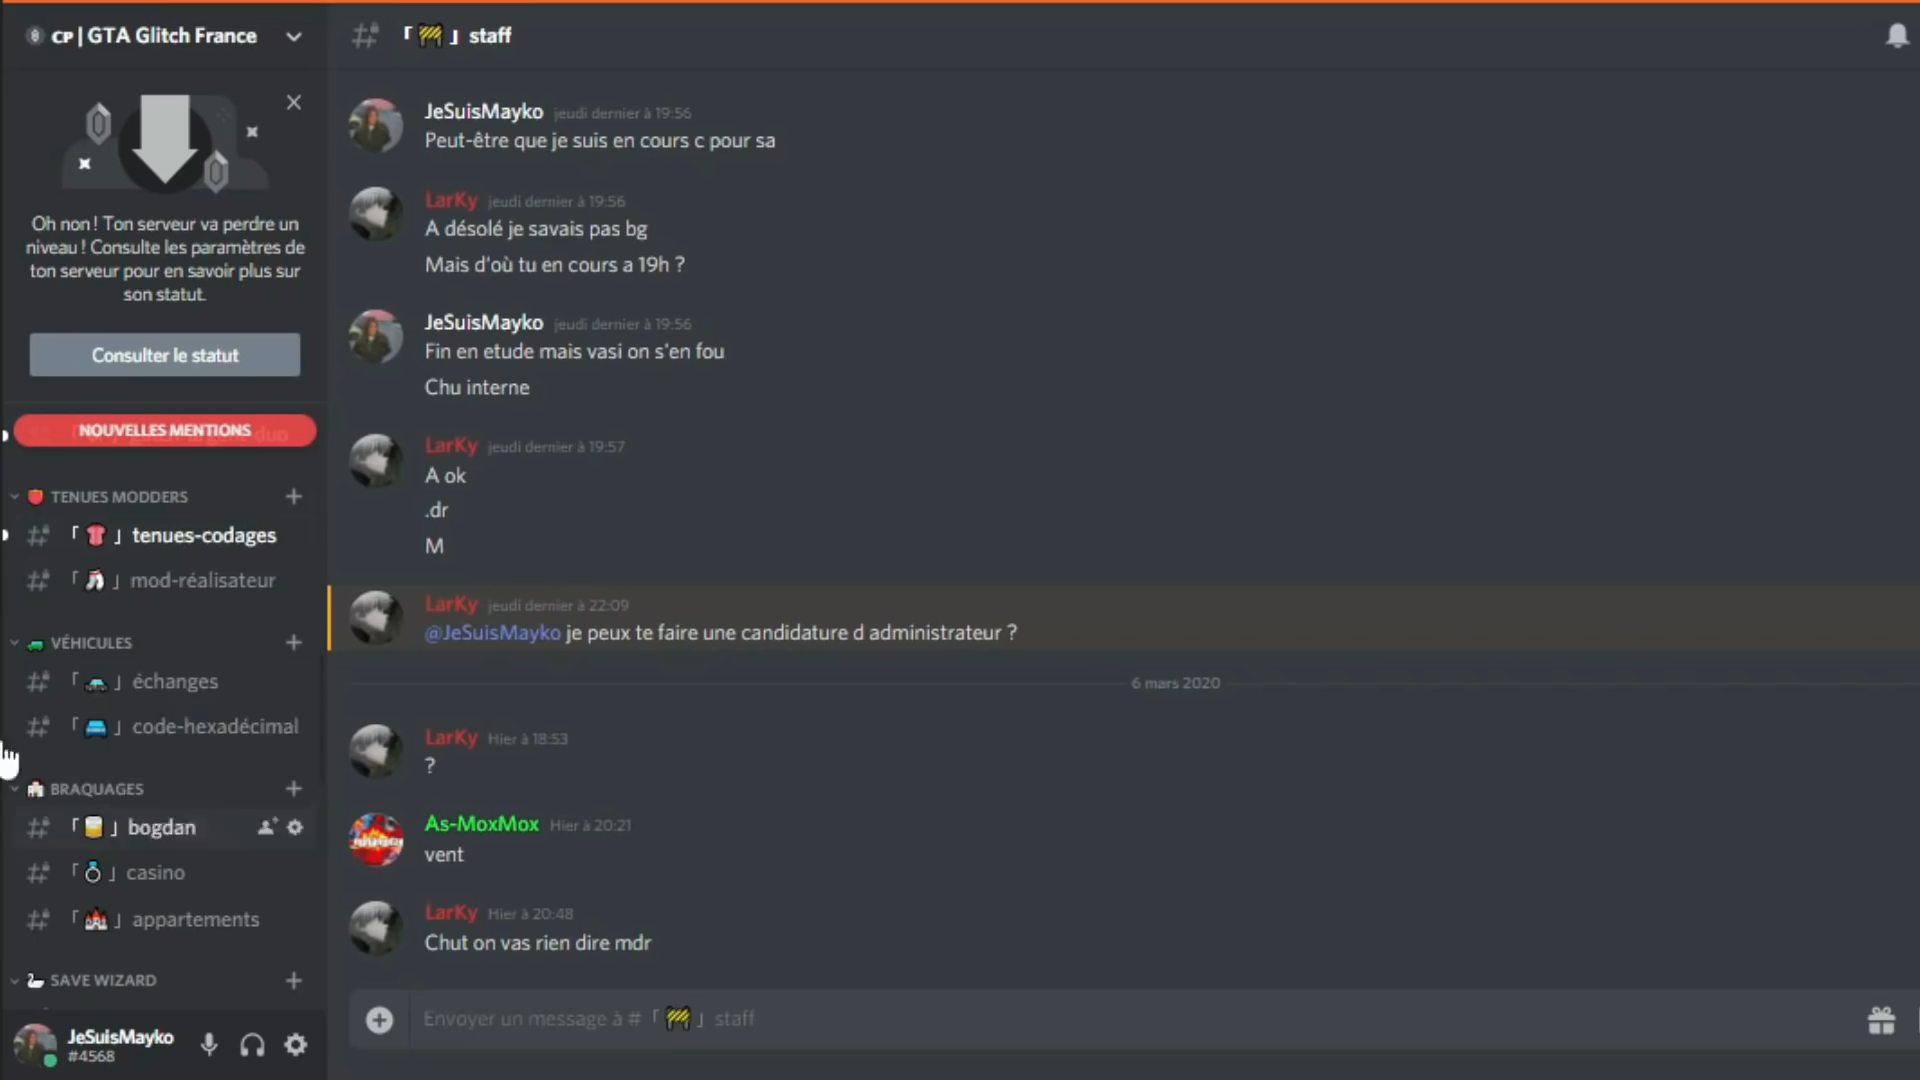 CP | GTA Glitch France
Oh non ! Ton serveur va perdre un
niveau ! Consulte les paramètres de
ton serveur pour en savoir plus sur
son statut.
Consulter le statut
NOUVELLES MENTIONS
TENUES MODDERS
「👕」tenues-codages
「🧦」mod-réalisateur
VÉHICULES
「🚗」échanges
「🚘」code-hexadécimal
BRAQUAGES
「🍺」bogdan
「💍」casino
「🏘」appartements
SAVE WIZARD
JeSuisMayko
#4568
「🚧」staff
JeSuisMayko jeudi dernier à 19:56
Peut-être que je suis en cours c pour sa
LarKy jeudi dernier à 19:56
A désolé je savais pas bg
Mais d'où tu en cours a 19h ?
JeSuisMayko jeudi dernier à 19:56
Fin en etude mais vasi on s'en fou
Chu interne
LarKy jeudi dernier à 19:57
A ok
.dr
M
LarKy jeudi dernier à 22:09
@JeSuisMayko je peux te faire une candidature d administrateur ?
6 mars 2020
LarKy Hier à 18:53
?
As-MoxMox Hier à 20:21
vent
LarKy Hier à 20:48
Chut on vas rien dire mdr
Envoyer un message à #「🚧」staff